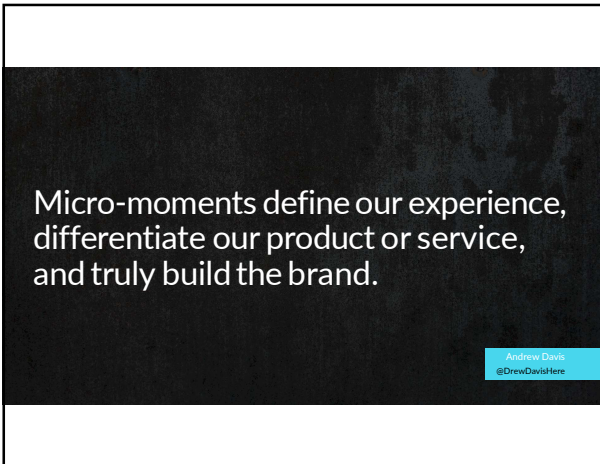 Micro-moments define our experience,
differentiate our product or service,
and truly build the brand.
Andrew Davis
@DrewDavisHere